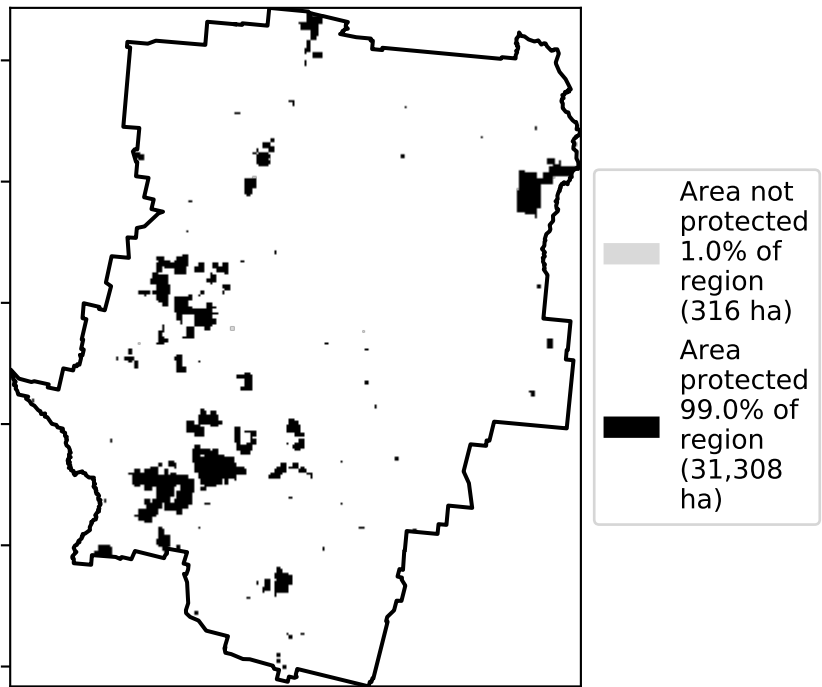 Area not
protected
1.0% of
region
(316 ha)
Area
protected
99.0% of
region
(31,308
ha)